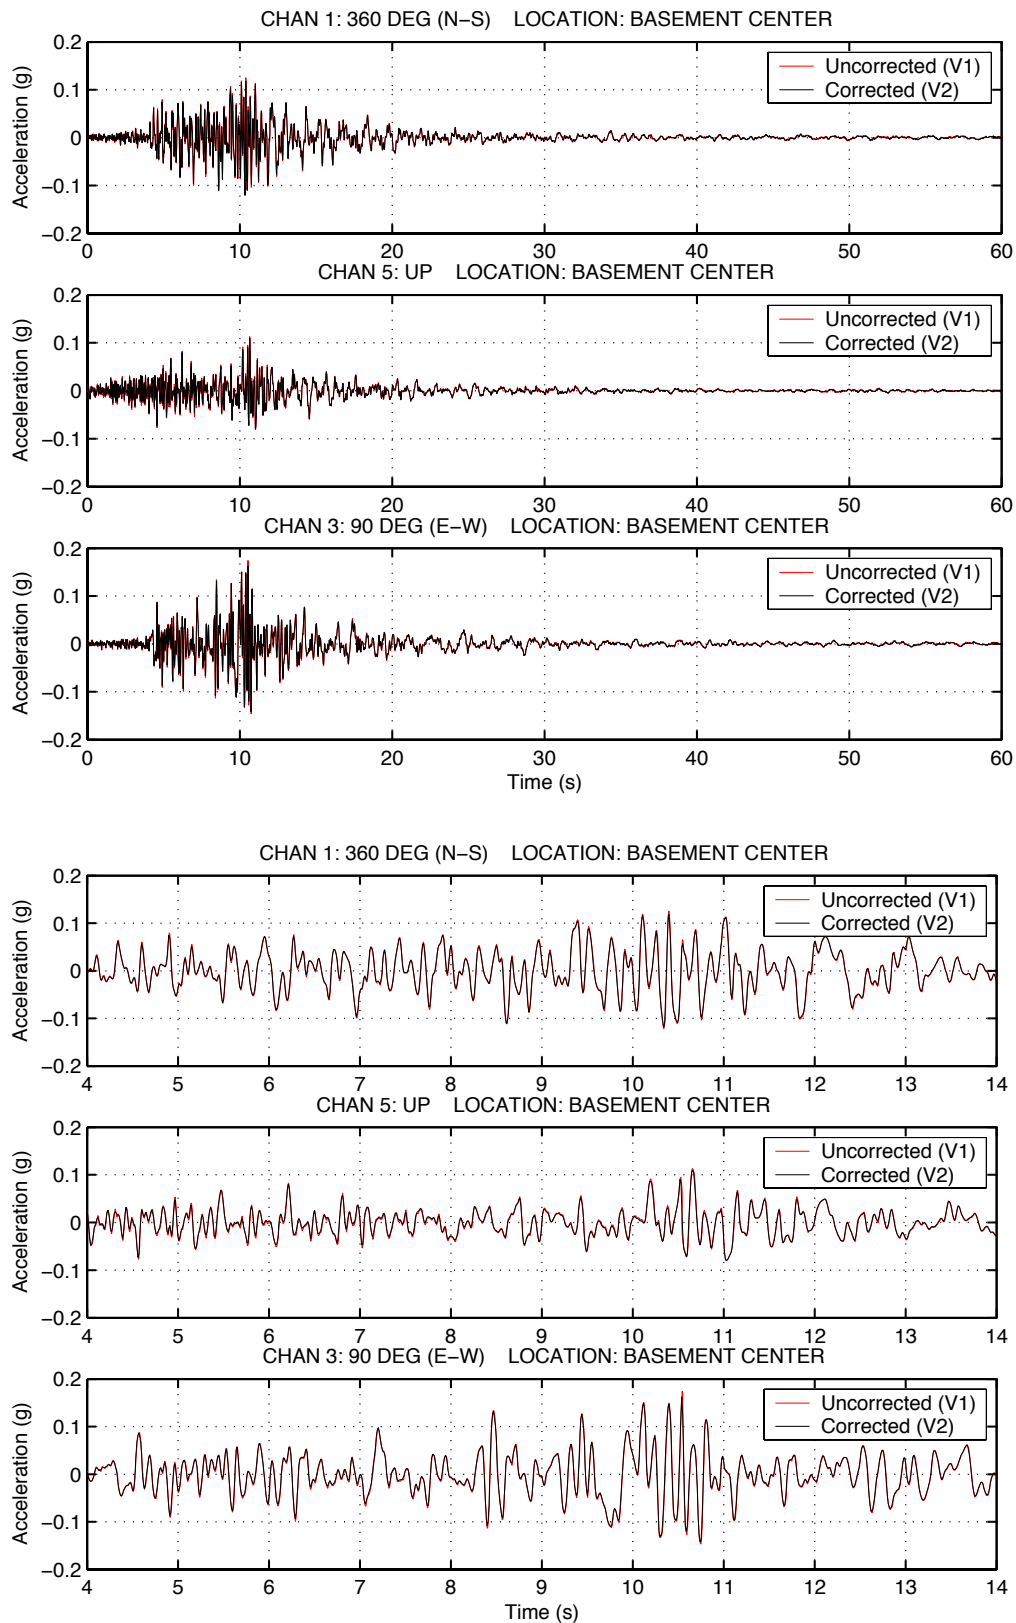 CHAN 1: 360 DEG (N−S) LOCATION: BASEMENT CENTER
0.2
0.1
0
−0.1
−0.2
Acceleration (g)
Uncorrected (V1)
Corrected (V2)
0 10 20 30 40 50 60
CHAN 5: UP LOCATION: BASEMENT CENTER
0.2
0.1
0
−0.1
−0.2
Acceleration (g)
Uncorrected (V1)
Corrected (V2)
0 10 20 30 40 50 60
CHAN 3: 90 DEG (E−W) LOCATION: BASEMENT CENTER
0.2
0.1
0
−0.1
−0.2
Acceleration (g)
Uncorrected (V1)
Corrected (V2)
0 10 20 30 40 50 60
Time (s)
CHAN 1: 360 DEG (N−S) LOCATION: BASEMENT CENTER
0.2
0.1
0
−0.1
−0.2
Acceleration (g)
Uncorrected (V1)
Corrected (V2)
4 5 6 7 8 9 10 11 12 13 14
CHAN 5: UP LOCATION: BASEMENT CENTER
0.2
0.1
0
−0.1
−0.2
Acceleration (g)
Uncorrected (V1)
Corrected (V2)
4 5 6 7 8 9 10 11 12 13 14
CHAN 3: 90 DEG (E−W) LOCATION: BASEMENT CENTER
0.2
0.1
0
−0.1
−0.2
Acceleration (g)
Uncorrected (V1)
Corrected (V2)
4 5 6 7 8 9 10 11 12 13 14
Time (s)